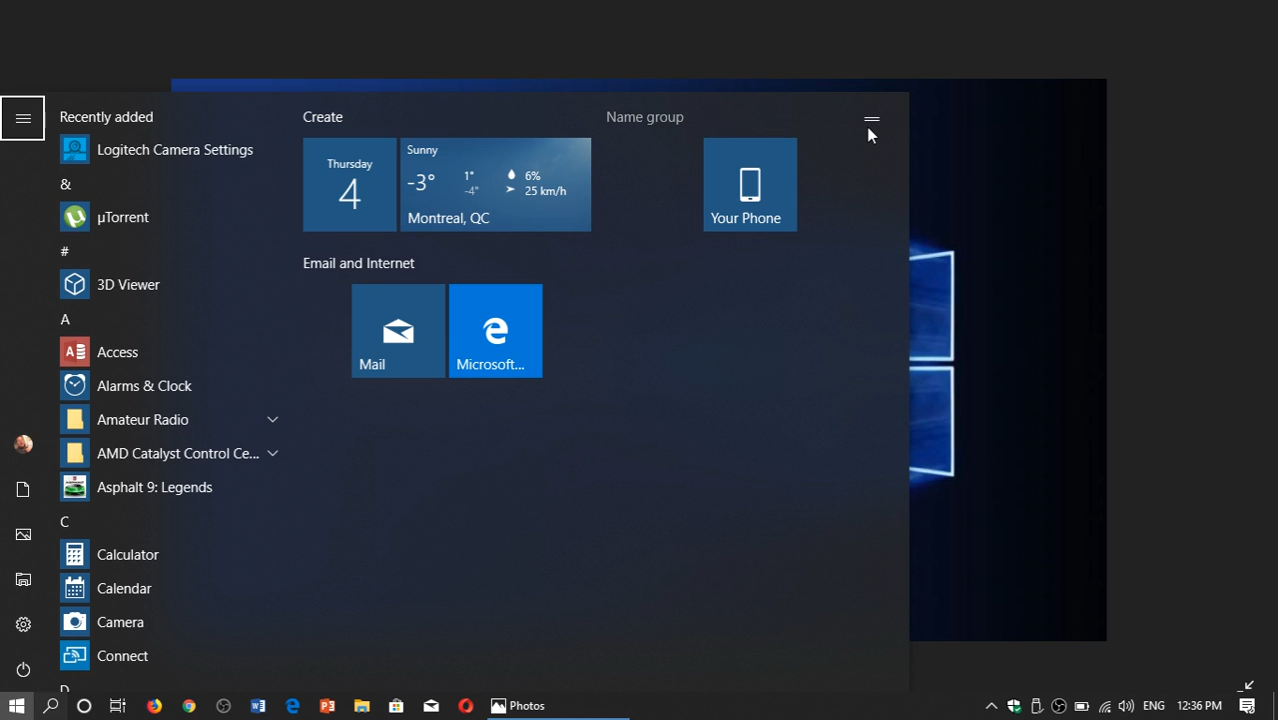 Recently added
Logitech Camera Settings
&
µTorrent
#
3D Viewer
A
Access
Alarms & Clock
Amateur Radio
AMD Catalyst Control Ce...
Asphalt 9: Legends
C
Calculator
Calendar
Camera
Connect
D
Create
Thursday
4
Sunny
-3°
1°
-4°
6%
25 km/h
Montreal, QC
Name group
Your Phone
Email and Internet
Mail
Microsoft...
Photos
ENG
12:36 PM